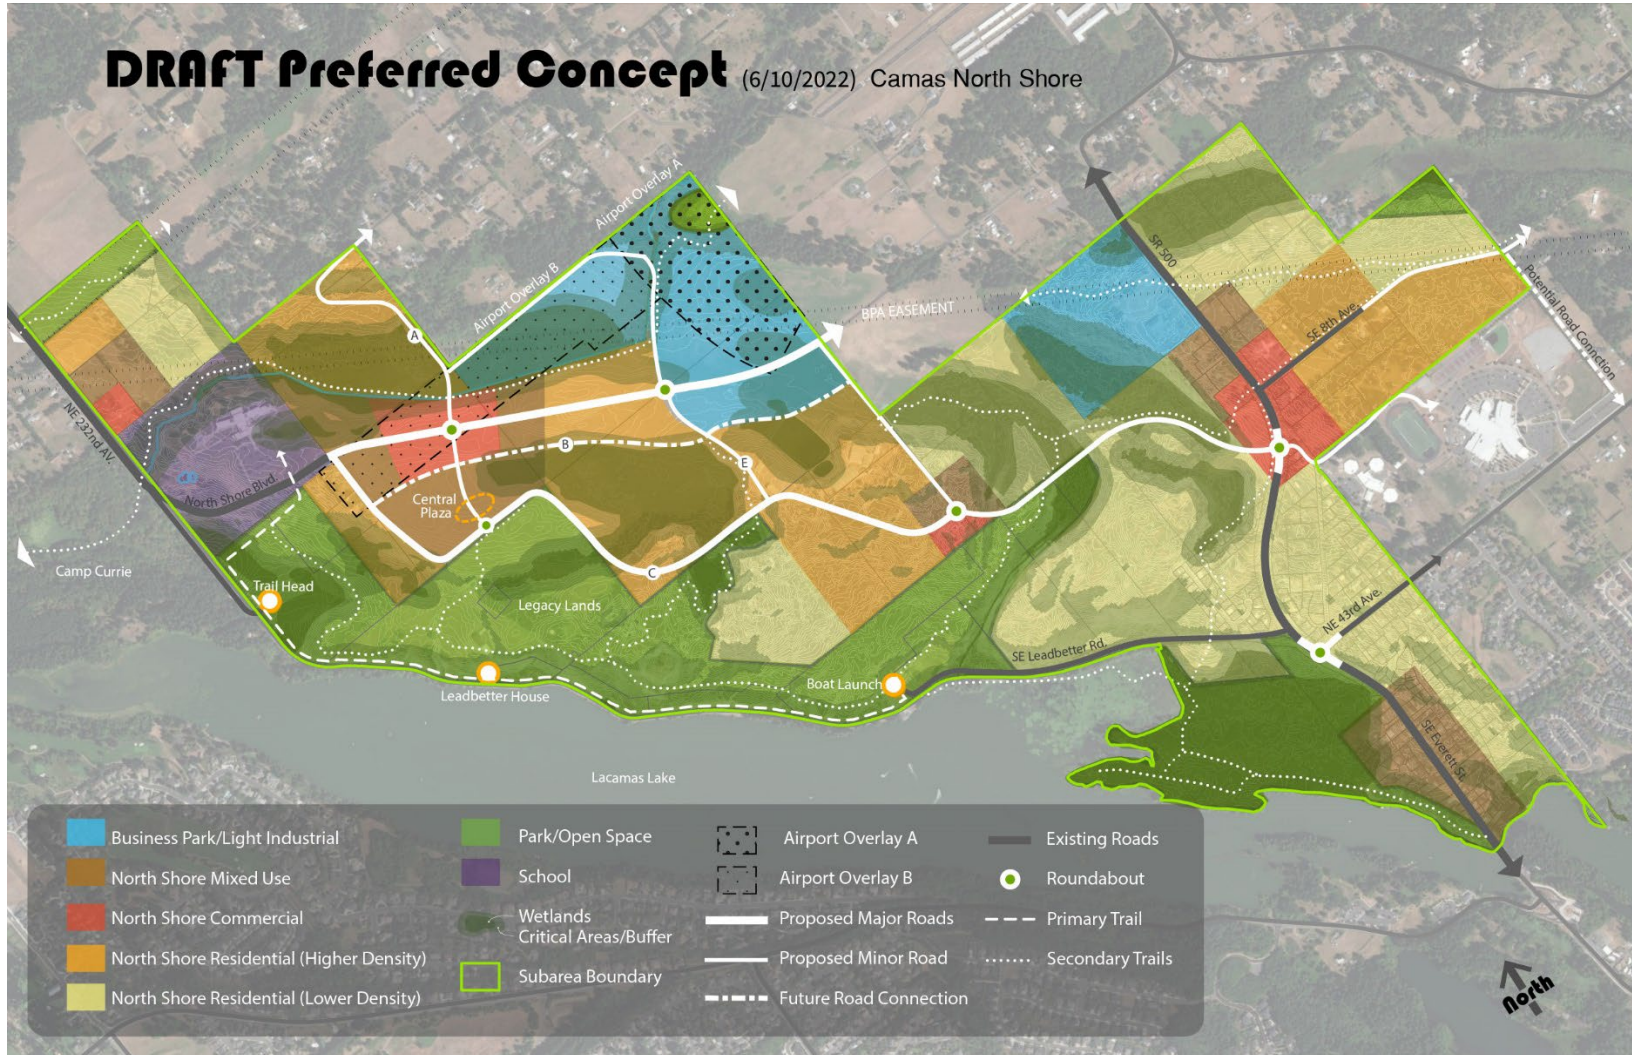 DRAFT Preferred Concept (6/10/2022) Camas North Shore
Airport Overlay A
Airport Overlay B
SR 500
BPA EASEMENT
A
SE 8th Ave.
Potential Road Connction
NE 232nd AV.
North Shore Blvd.
B
E
Central
Plaza
C
Camp Currie
Trail Head
Legacy Lands
NE 43rd Ave.
SE Leadbetter Rd.
Boat Launch
Leadbetter House
SE Everett St.
Lacamas Lake
Business Park/Light Industrial
North Shore Mixed Use
North Shore Commercial
North Shore Residential (Higher Density)
North Shore Residential (Lower Density)
Park/Open Space
School
Wetlands
Critical Areas/Buffer
Subarea Boundary
Airport Overlay A
Airport Overlay B
Proposed Major Roads
Proposed Minor Road
Future Road Connection
Existing Roads
Roundabout
Primary Trail
Secondary Trails
North